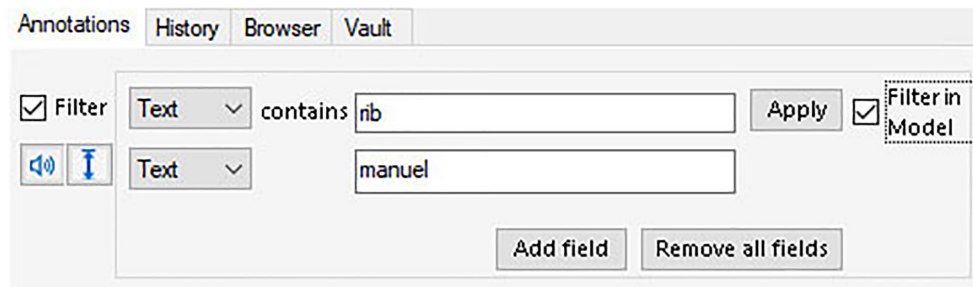 Annotations History Browser Vault
Filter Text contains rib Apply Filter in
Model
Text manuel
Add field Remove all fields